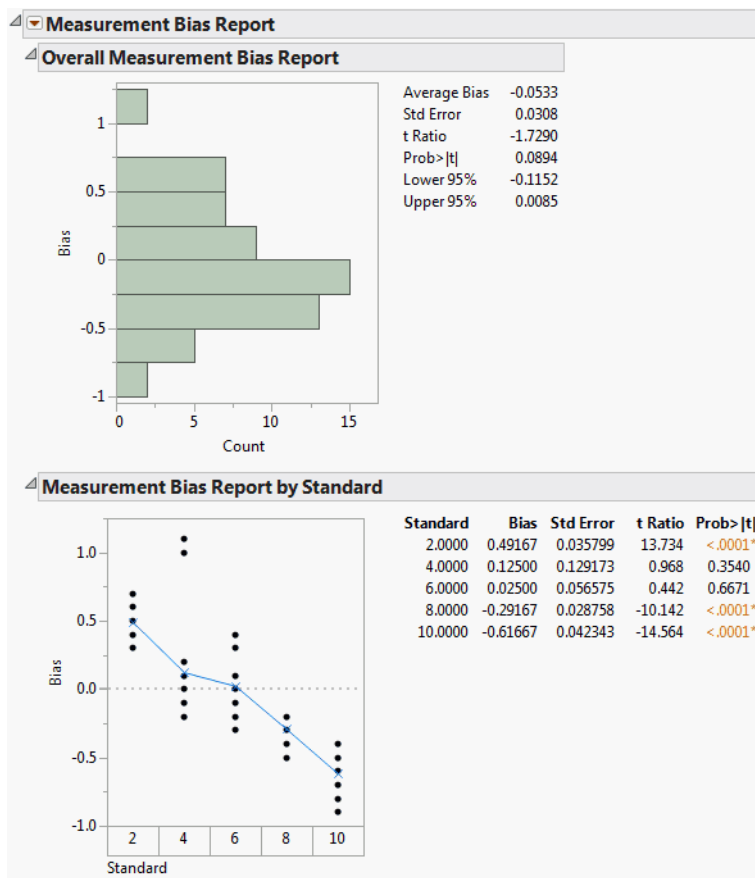 Measurement Bias Report
Overall Measurement Bias Report
1
0.5
0
-0.5
-1
Bias
0 5 10 15
Count
Average Bias -0.0533
Std Error 0.0308
t Ratio -1.7290
Prob>|t| 0.0894
Lower 95% -0.1152
Upper 95% 0.0085
Measurement Bias Report by Standard
1.0
0.5
0.0
-0.5
-1.0
Bias
2 4 6 8 10
Standard
Standard Bias Std Error t Ratio Prob>|t|
2.0000 0.49167 0.035799 13.734 <.0001*
4.0000 0.12500 0.129173 0.968 0.3540
6.0000 0.02500 0.056575 0.442 0.6671
8.0000 -0.29167 0.028758 -10.142 <.0001*
10.0000 -0.61667 0.042343 -14.564 <.0001*